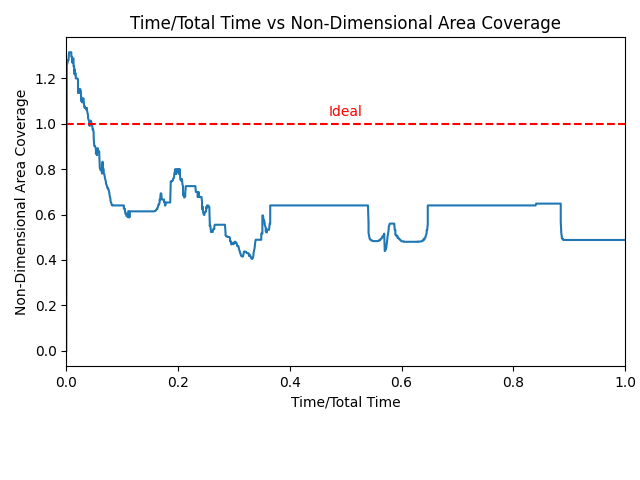 Time/Total Time vs Non-Dimensional Area Coverage
Non-Dimensional Area Coverage
1.2
1.0
0.8
0.6
0.4
0.2
0.0
Ideal
0.0 0.2 0.4 0.6 0.8 1.0
Time/Total Time